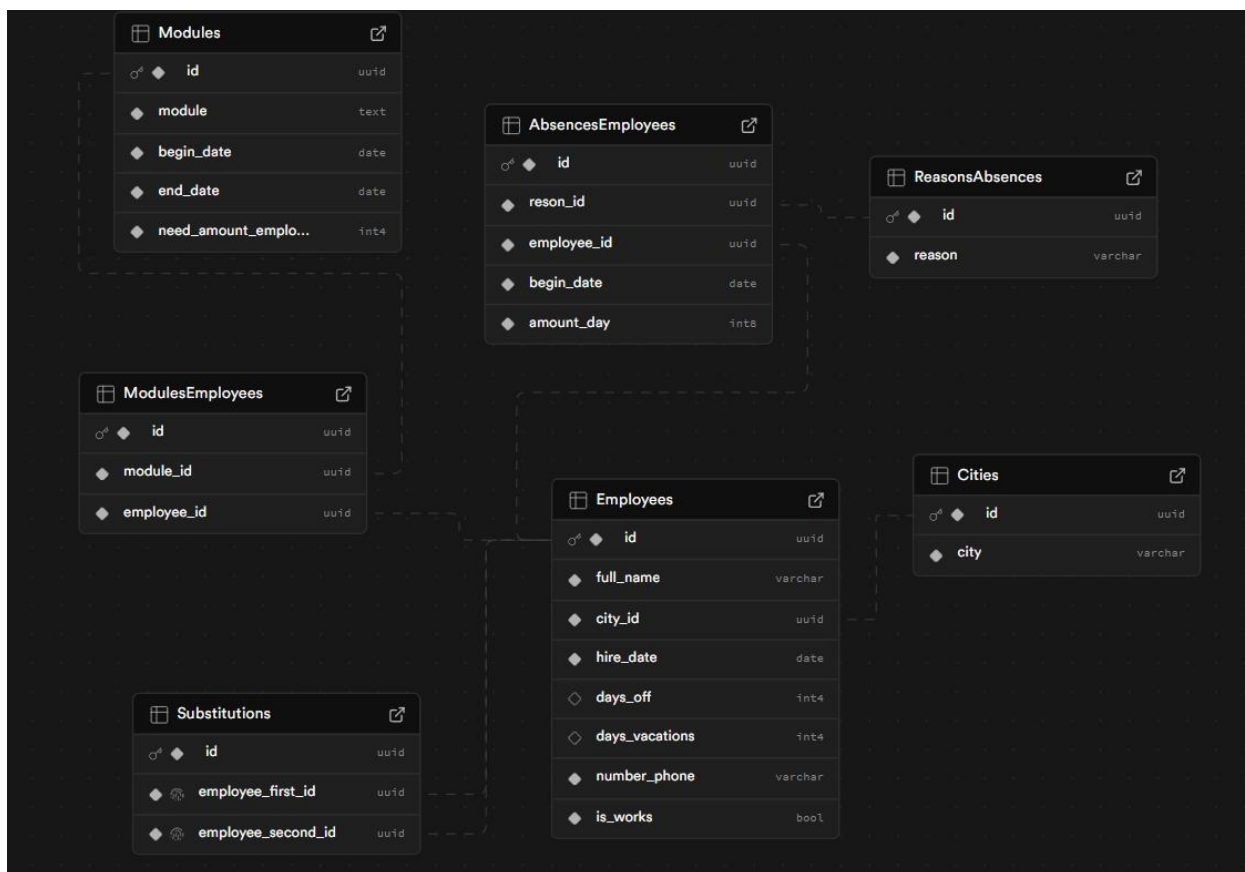 Modules
id uuid
module text
begin_date date
end_date date
need_amount_emplo... int4
AbsencesEmployees
id uuid
reson_id uuid
employee_id uuid
begin_date date
amount_day int8
ReasonsAbsences
id uuid
reason varchar
ModulesEmployees
id uuid
module_id uuid
employee_id uuid
Employees
id uuid
full_name varchar
city_id uuid
hire_date date
days_off int4
days_vacations int4
number_phone varchar
is_works bool
Cities
id uuid
city varchar
Substitutions
id uuid
employee_first_id uuid
employee_second_id uuid